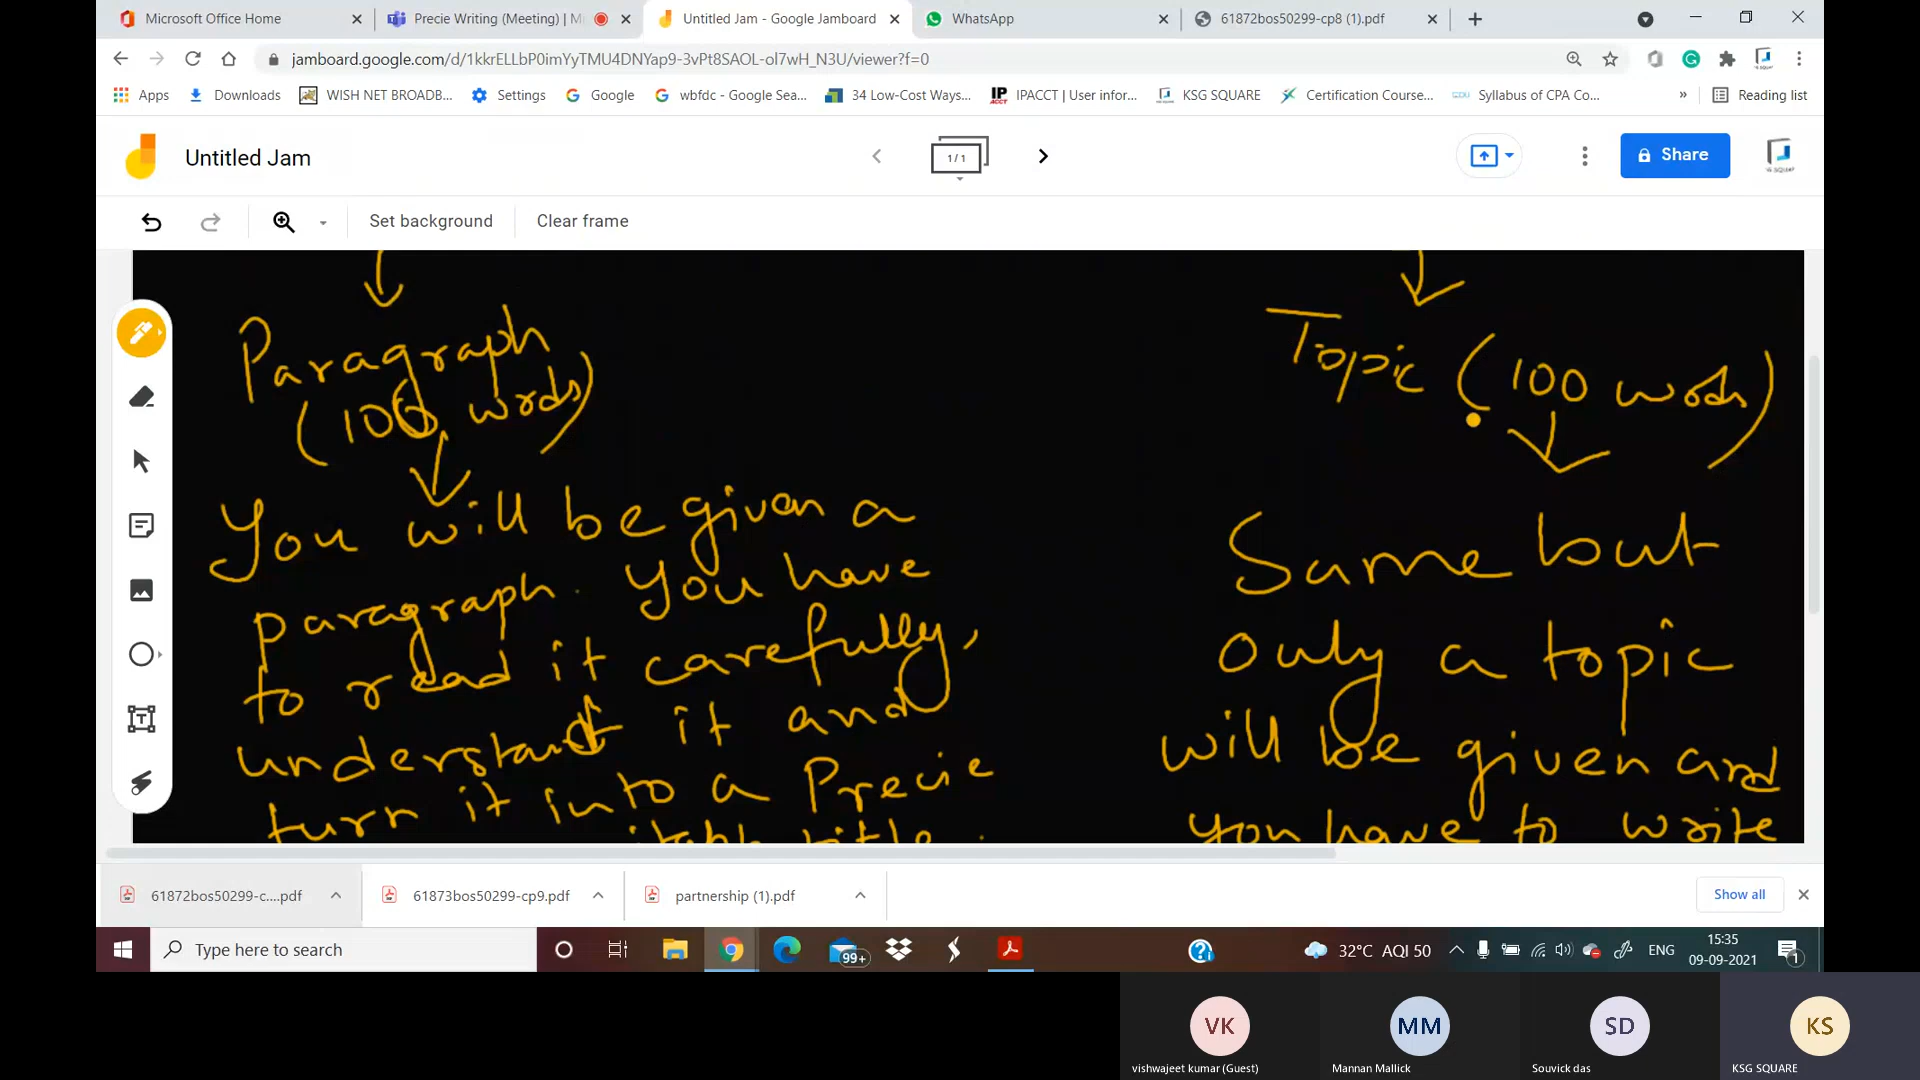 Microsoft Office Home
Precie Writing (Meeting) | M
Untitled Jam - Google Jamboard
WhatsApp
61872bos50299-cp8 (1).pdf
jamboard.google.com/d/1kkrELLbP0imYyTMU4DNYap9-3vPt8SAOL-ol7wH_N3U/viewer?f=0
Apps
Downloads
WISH NET BROADB...
Settings
Google
wbfdc - Google Sea...
34 Low-Cost Ways...
IPACCT | User infor...
KSG SQUARE
Certification Course...
Syllabus of CPA Co...
»
Reading list
Untitled Jam
1 / 1
Share
Set background
Clear frame
Paragraph
(100 words)
You will be given a
paragraph. You have
to read it carefully,
understand it and
turn it into a Precie
title.
Topic (100 words)
Same but
only a topic
will be given and
you have to write
61872bos50299-c....pdf
61873bos50299-cp9.pdf
partnership (1).pdf
Show all
Type here to search
99+
32°C AQI 50
ENG
15:35
09-09-2021
1
VK
MM
SD
KS
vishwajeet kumar (Guest)
Mannan Mallick
Souvick das
KSG SQUARE